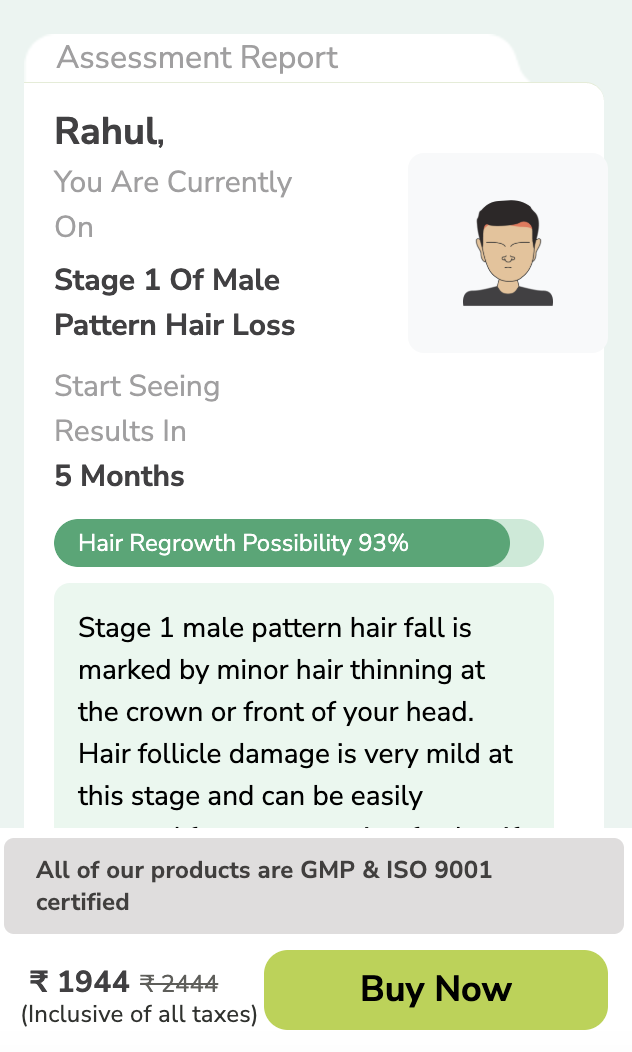 Assessment Report
Rahul,
You Are Currently
On
Stage 1 Of Male
Pattern Hair Loss
Start Seeing
Results In
5 Months
Hair Regrowth Possibility 93%
Stage 1 male pattern hair fall is
marked by minor hair thinning at
the crown or front of your head.
Hair follicle damage is very mild at
this stage and can be easily
All of our products are GMP & ISO 9001
certified
₹ 1944 ₹ 2444
(Inclusive of all taxes)
Buy Now